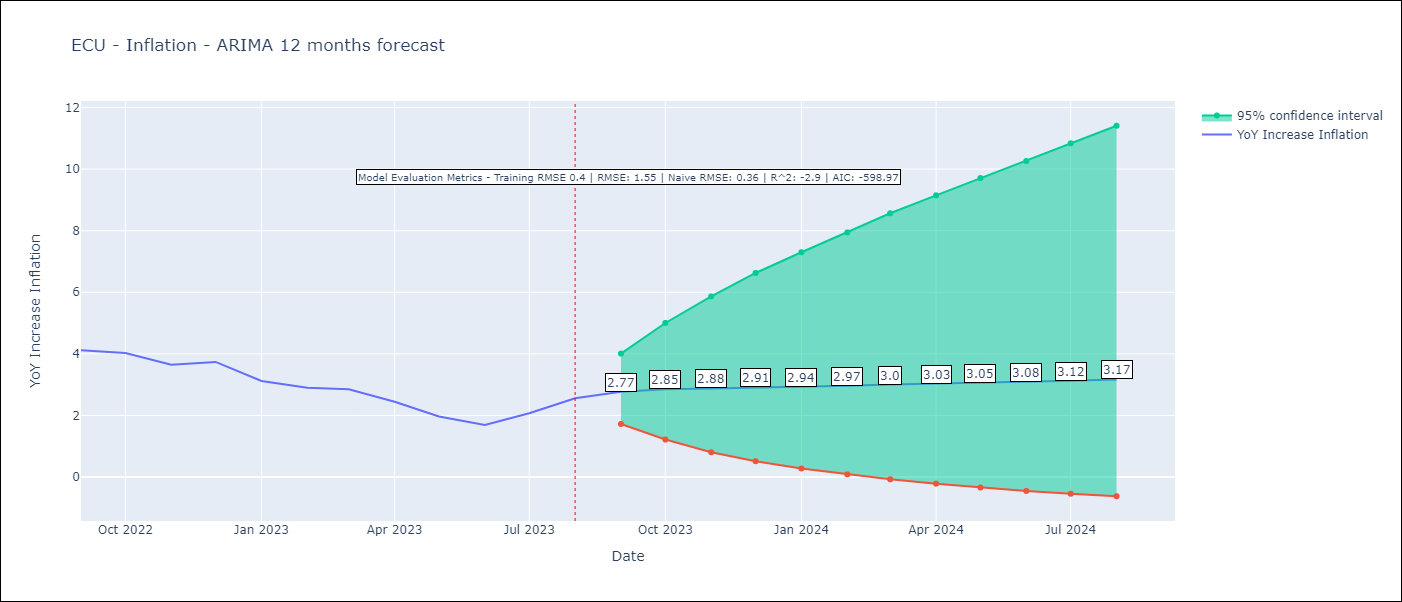 ECU - Inflation - ARIMA 12 months forecast
12
10
8
6
4
2
0
YoY Increase Inflation
Model Evaluation Metrics - Training RMSE 0.4 | RMSE: 1.55 | Naive RMSE: 0.36 | R^2: -2.9 | AIC: -598.97
2.77
2.85
2.88
2.91
2.94
2.97
3.0
3.03
3.05
3.08
3.12
3.17
Oct 2022
Jan 2023
Apr 2023
Jul 2023
Oct 2023
Jan 2024
Apr 2024
Jul 2024
Date
95% confidence interval
YoY Increase Inflation